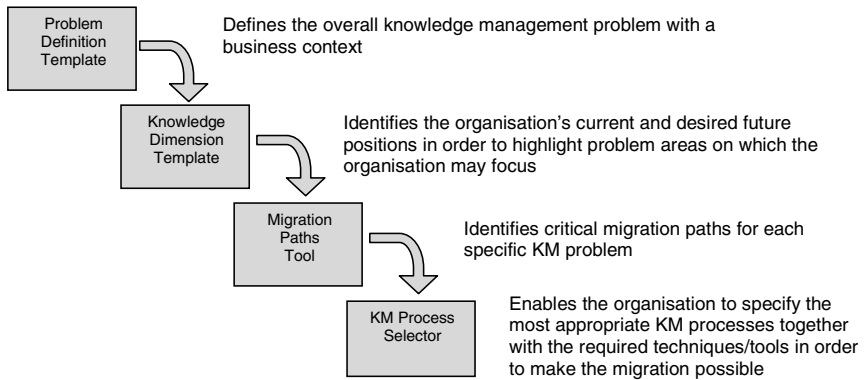 Problem
Definition
Template
Defines the overall knowledge management problem with a
business context
Knowledge
Dimension
Template
Identifies the organisation's current and desired future
positions in order to highlight problem areas on which the
organisation may focus
Migration
Paths
Tool
Identifies critical migration paths for each
specific KM problem
KM Process
Selector
Enables the organisation to specify the
most appropriate KM processes together
with the required techniques/tools in order
to make the migration possible